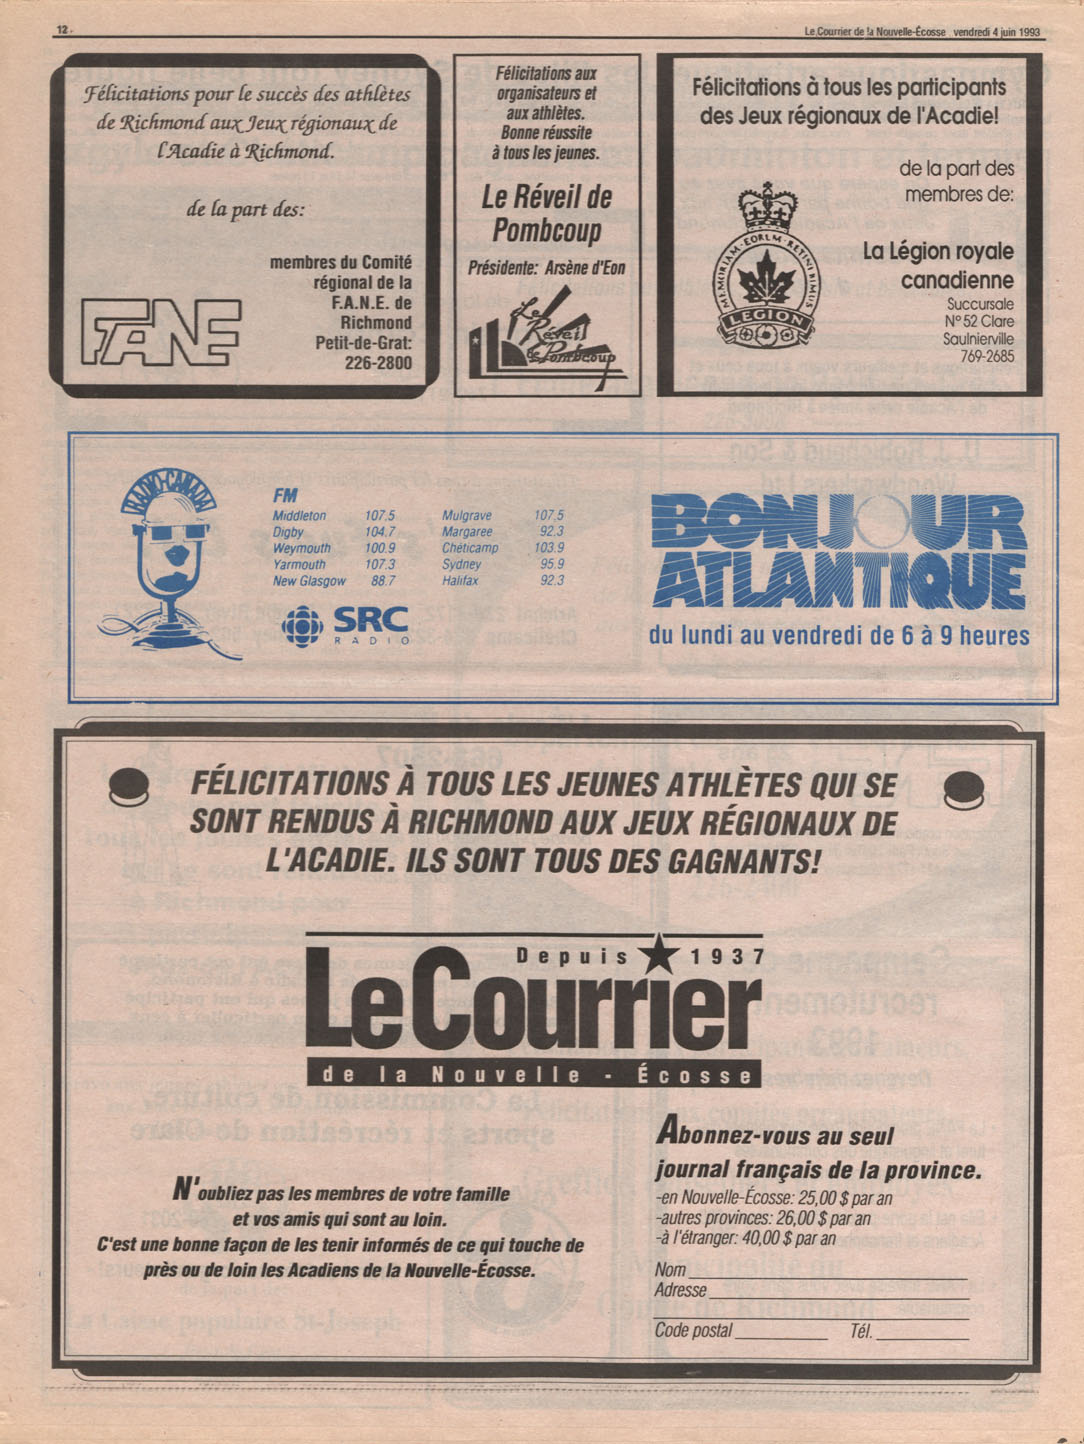 12
Le Courrier de la Nouvelle-Écosse vendredi 4 juin 1993
Félicitations pour le succès des athlètes
de Richmond aux Jeux régionaux de
l'Acadie à Richmond.
de la part des:
membres du Comité
régional de la
F.A.N.E. de
Richmond
Petit-de-Grat:
226-2800
FANE
Félicitations aux
organisateurs et
aux athlètes.
Bonne réussite
à tous les jeunes.
Le Réveil de
Pombcoup
Présidente: Arsène d'Eon
Le
Réveil
de Pombcoup
Félicitations à tous les participants
des Jeux régionaux de l'Acadie!
de la part des
membres de:
La Légion royale
canadienne
Succursale
N° 52 Clare
Saulnierville
769-2685
MEMORIAM EORUM RETINEBIMUS
LEGION
RADIO-CANADA
FM
Middleton 107.5 Mulgrave 107.5
Digby 104.7 Margaree 92.3
Weymouth 100.9 Chéticamp 103.9
Yarmouth 107.3 Sydney 95.9
New Glasgow 88.7 Halifax 92.3
SRC
RADIO
BONJOUR
ATLANTIQUE
du lundi au vendredi de 6 à 9 heures
FÉLICITATIONS À TOUS LES JEUNES ATHLÈTES QUI SE
SONT RENDUS À RICHMOND AUX JEUX RÉGIONAUX DE
L'ACADIE. ILS SONT TOUS DES GAGNANTS!
Depuis 1937
Le Courrier
de la Nouvelle - Écosse
N'oubliez pas les membres de votre famille
et vos amis qui sont au loin.
C'est une bonne façon de les tenir informés de ce qui touche de
près ou de loin les Acadiens de la Nouvelle-Écosse.
Abonnez-vous au seul
journal français de la province.
-en Nouvelle-Écosse: 25,00 $ par an
-autres provinces: 26,00 $ par an
-à l'étranger: 40,00 $ par an
Nom
Adresse
Code postal Tél.